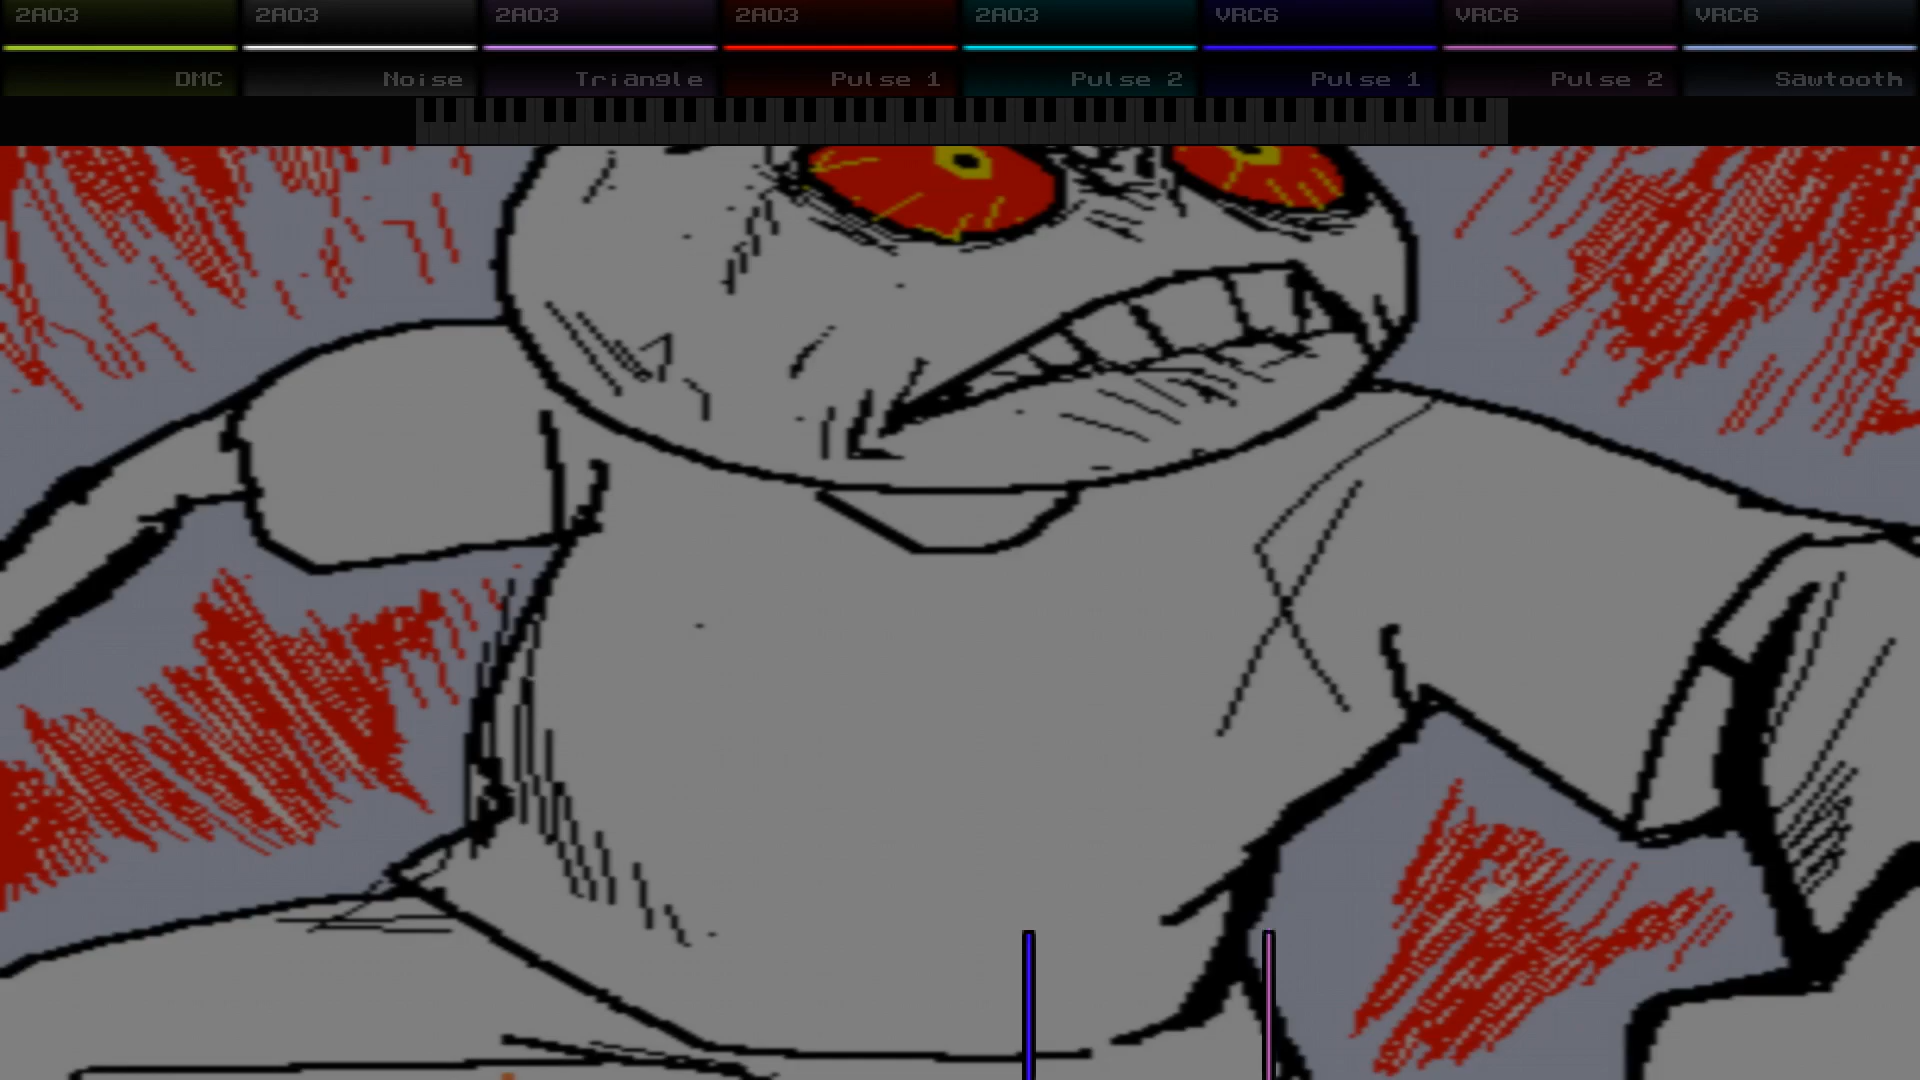 2A03 2A03 2A03 2A03 2A03 VRC6 VRC6 VRC6
DMC Noise Triangle Pulse 1 Pulse 2 Pulse 1 Pulse 2 Sawtooth